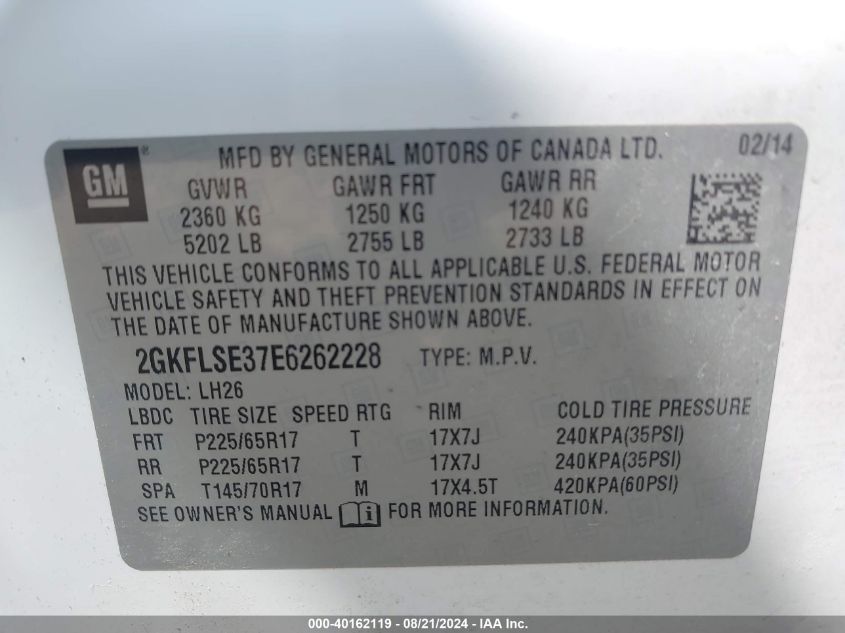 GM ® MFD BY GENERAL MOTORS OF CANADA LTD. 02/14
GVWR GAWR FRT GAWR RR
2360 KG 1250 KG 1240 KG
5202 LB 2755 LB 2733 LB
THIS VEHICLE CONFORMS TO ALL APPLICABLE U.S. FEDERAL MOTOR
VEHICLE SAFETY AND THEFT PREVENTION STANDARDS IN EFFECT ON
THE DATE OF MANUFACTURE SHOWN ABOVE.
2GKFLSE37E6262228 TYPE: M.P.V.
MODEL: LH26
LBDC TIRE SIZE SPEED RTG RIM COLD TIRE PRESSURE
FRT P225/65R17 T 17X7J 240KPA(35PSI)
RR P225/65R17 T 17X7J 240KPA(35PSI)
SPA T145/70R17 M 17X4.5T 420KPA(60PSI)
SEE OWNER'S MANUAL i FOR MORE INFORMATION.
000-40162119 - 08/21/2024 - IAA Inc.